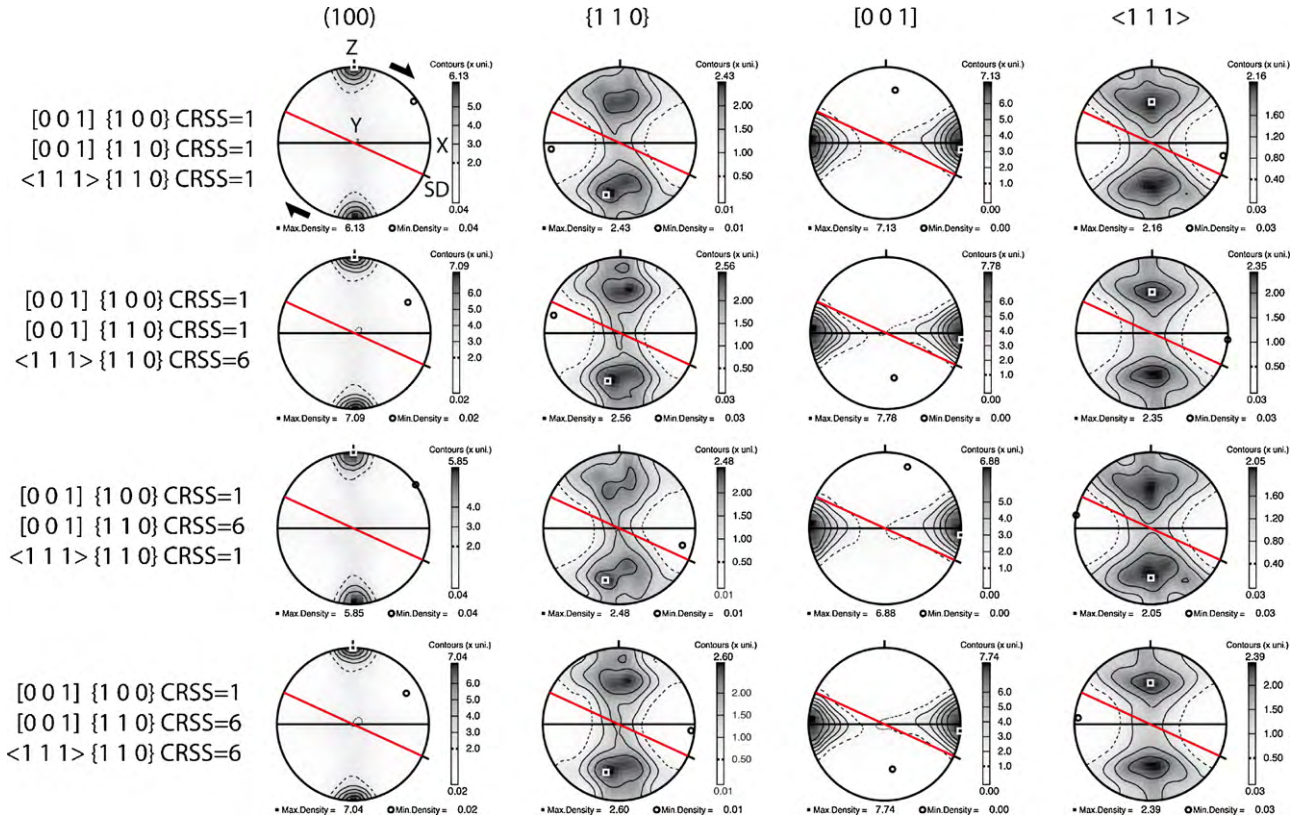 (100) {1 1 0} [0 0 1] <1 1 1>
Z Contours (x uni.) Contours (x uni.) Contours (x uni.) Contours (x uni.)
6.13 2.43 7.13 2.16
[0 0 1] {1 0 0} CRSS=1
[0 0 1] {1 1 0} CRSS=1
<1 1 1> {1 1 0} CRSS=1
Y X SD
5.0 4.0 3.0 2.0 0.04
2.00 1.50 1.00 0.50 0.01
5.0 4.0 3.0 2.0 1.0 0.00
1.60 1.20 0.80 0.40 0.03
Max.Density = 6.13 Min.Density = 0.04 Max.Density = 2.43 Min.Density = 0.01 Max.Density = 7.13 Min.Density = 0.00 Max.Density = 2.16 Min.Density = 0.03
Contours (x uni.) Contours (x uni.) Contours (x uni.) Contours (x uni.)
7.09 2.56 7.78 2.35
[0 0 1] {1 0 0} CRSS=1
[0 0 1] {1 1 0} CRSS=1
<1 1 1> {1 1 0} CRSS=6
5.0 4.0 3.0 2.0 0.02
2.00 1.50 1.00 0.50 0.03
6.0 5.0 4.0 3.0 2.0 1.0 0.00
2.00 1.50 1.00 0.50 0.03
Max.Density = 7.09 Min.Density = 0.02 Max.Density = 2.56 Min.Density = 0.03 Max.Density = 7.78 Min.Density = 0.00 Max.Density = 2.35 Min.Density = 0.03
Contours (x uni.) Contours (x uni.) Contours (x uni.) Contours (x uni.)
5.85 2.48 6.88 2.05
[0 0 1] {1 0 0} CRSS=1
[0 0 1] {1 1 0} CRSS=6
<1 1 1> {1 1 0} CRSS=1
4.0 3.0 2.0 0.04
2.00 1.50 1.00 0.50 0.01
5.0 4.0 3.0 2.0 1.0 0.00
1.60 1.20 0.80 0.40 0.03
Max.Density = 5.85 Min.Density = 0.04 Max.Density = 2.48 Min.Density = 0.01 Max.Density = 6.88 Min.Density = 0.00 Max.Density = 2.05 Min.Density = 0.03
Contours (x uni.) Contours (x uni.) Contours (x uni.) Contours (x uni.)
7.04 2.60 7.74 2.39
[0 0 1] {1 0 0} CRSS=1
[0 0 1] {1 1 0} CRSS=6
<1 1 1> {1 1 0} CRSS=6
5.0 4.0 3.0 2.0 0.02
2.00 1.50 1.00 0.50 0.01
6.0 5.0 4.0 3.0 2.0 1.0 0.00
2.00 1.50 1.00 0.50 0.03
Max.Density = 7.04 Min.Density = 0.02 Max.Density = 2.60 Min.Density = 0.01 Max.Density = 7.74 Min.Density = 0.00 Max.Density = 2.39 Min.Density = 0.03